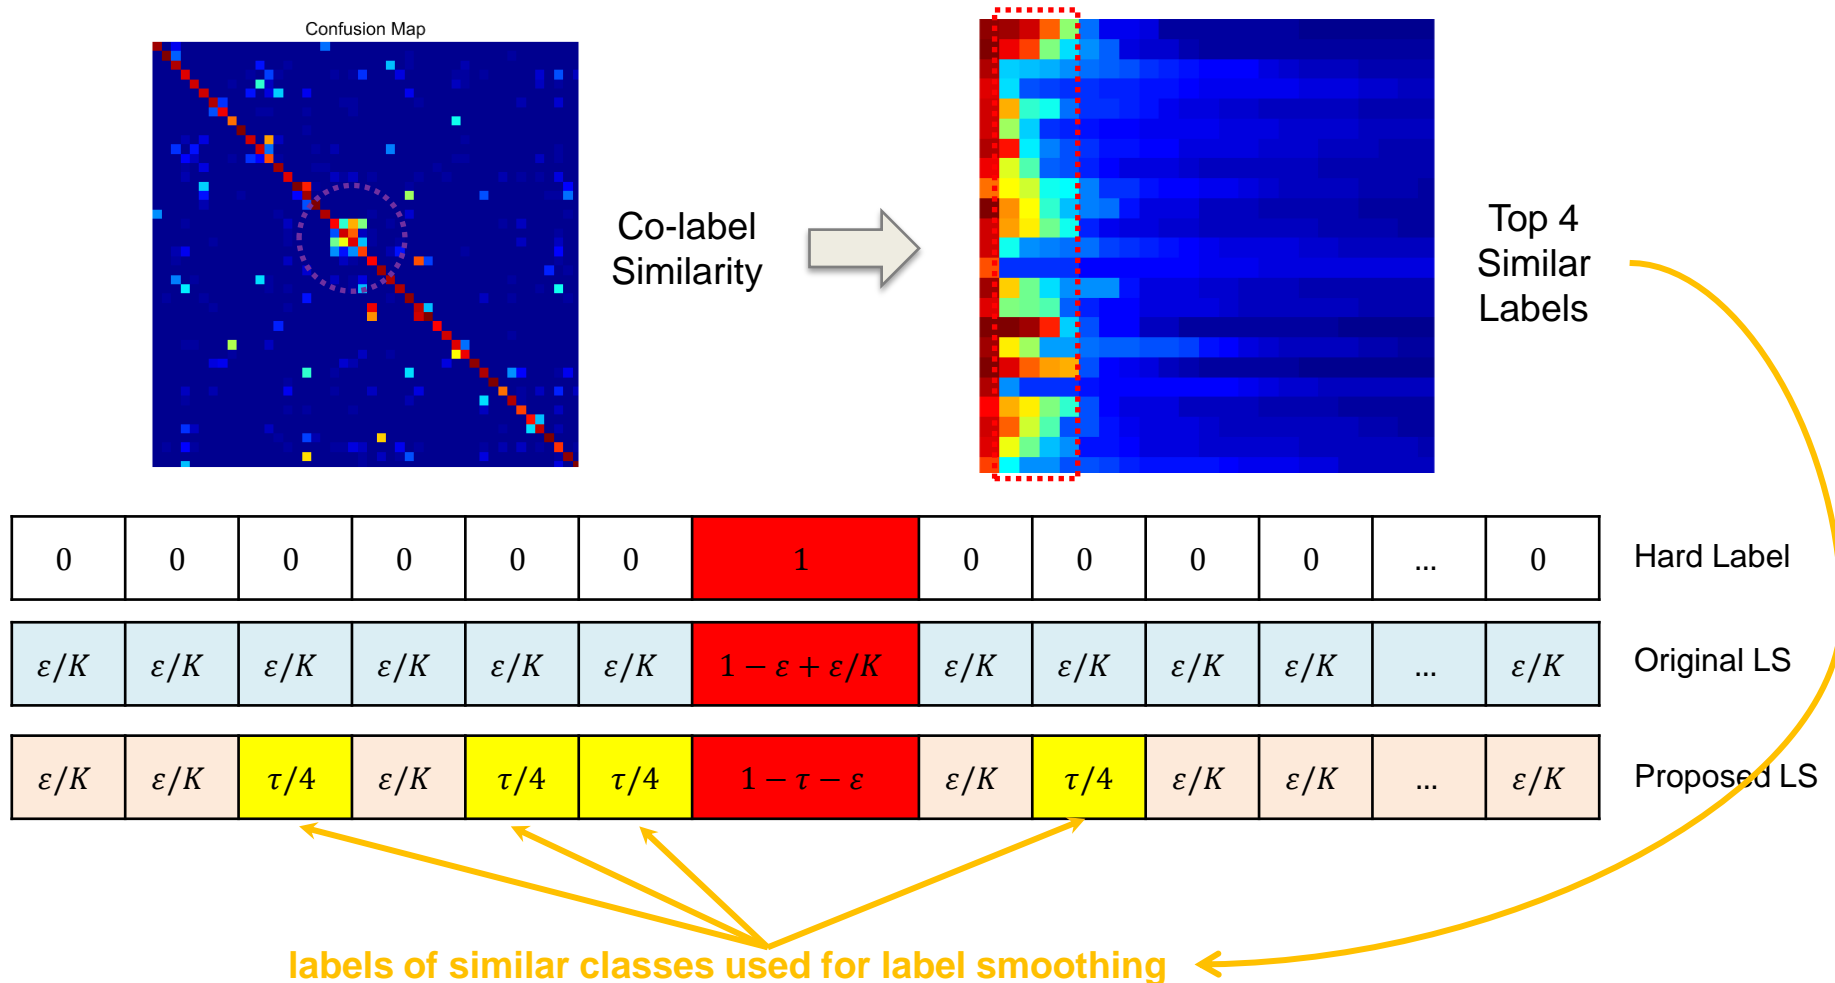 Confusion Map
Co-label
Similarity
Top 4
Similar
Labels
0 0 0 0 0 0 1 0 0 0 0 ... 0 Hard Label
ε/K ε/K ε/K ε/K ε/K ε/K 1 − ε + ε/K ε/K ε/K ε/K ε/K ... ε/K Original LS
ε/K ε/K τ/4 ε/K τ/4 τ/4 1 − τ − ε ε/K τ/4 ε/K ε/K ... ε/K Proposed LS
labels of similar classes used for label smoothing